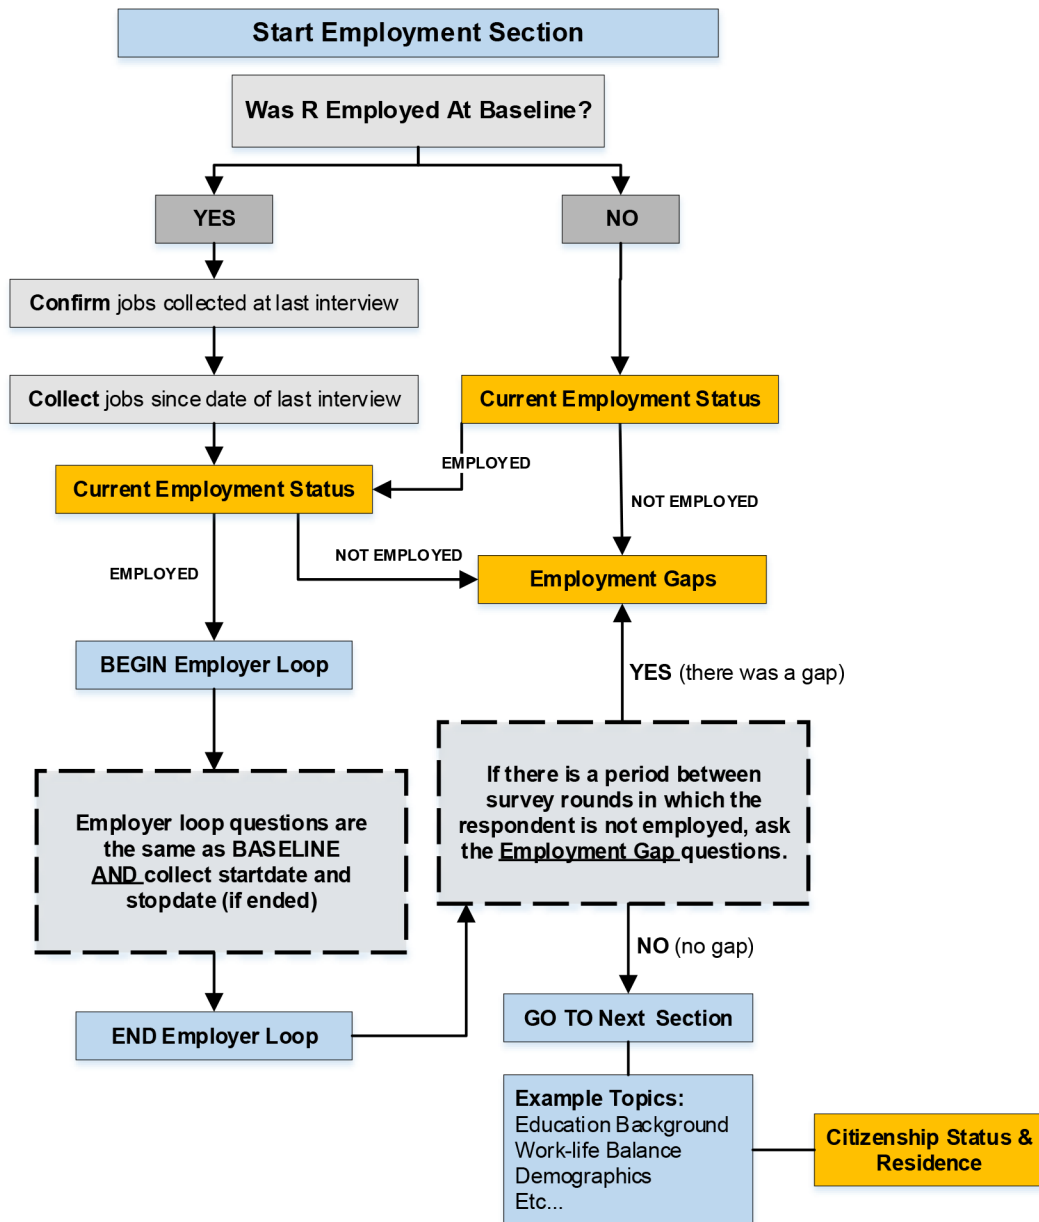 Start Employment Section
Was R Employed At Baseline?
YES
NO
Confirm jobs collected at last interview
Collect jobs since date of last interview
Current Employment Status
EMPLOYED
Current Employment Status
NOT EMPLOYED
NOT EMPLOYED
EMPLOYED
Employment Gaps
BEGIN Employer Loop
YES (there was a gap)
Employer loop questions are
the same as BASELINE
AND collect startdate and
stopdate (if ended)
If there is a period between
survey rounds in which the
respondent is not employed, ask
the Employment Gap questions.
NO (no gap)
END Employer Loop
GO TO Next Section
Example Topics:
Education Background
Work-life Balance
Demographics
Etc...
Citizenship Status &
Residence